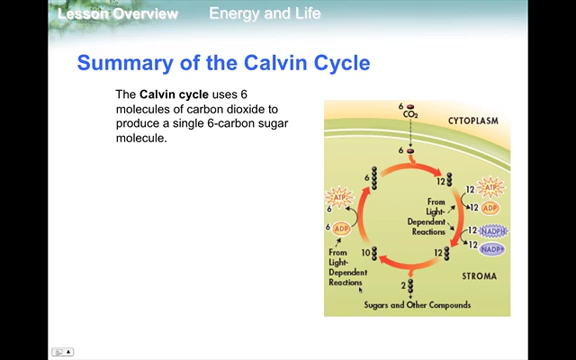 Lesson Overview Energy and Life
Summary of the Calvin Cycle
The Calvin cycle uses 6
molecules of carbon dioxide to
produce a single 6-carbon sugar
molecule.
6
CO2
CYTOPLASM
6
6
12
12
ATP
12 ADP
From
Light-
Dependent
Reactions
12 NADPH
12 NADP+
ATP
6
6 ADP
From
Light-
Dependent
Reactions
10
12
2
STROMA
Sugars and Other Compounds